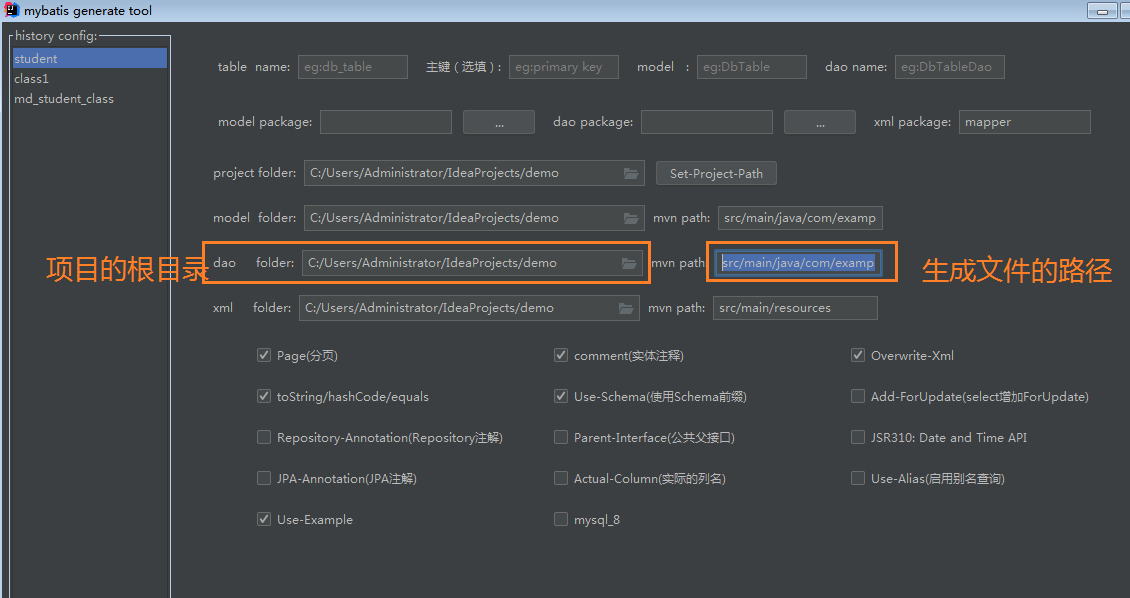 mybatis generate tool
history config:
student
class1
md_student_class
table name: eg:db_table 主键（选填）: eg:primary key model : eg:DbTable dao name: eg:DbTableDao
model package: ... dao package: ... xml package: mapper
project folder: C:/Users/Administrator/IdeaProjects/demo Set-Project-Path
model folder: C:/Users/Administrator/IdeaProjects/demo mvn path: src/main/java/com/examp
项目的根目录 dao folder: C:/Users/Administrator/IdeaProjects/demo mvn path src/main/java/com/examp 生成文件的路径
xml folder: C:/Users/Administrator/IdeaProjects/demo mvn path: src/main/resources
Page(分页) comment(实体注释) Overwrite-Xml
toString/hashCode/equals Use-Schema(使用Schema前缀) Add-ForUpdate(select增加ForUpdate)
Repository-Annotation(Repository注解) Parent-Interface(公共父接口) JSR310: Date and Time API
JPA-Annotation(JPA注解) Actual-Column(实际的列名) Use-Alias(启用别名查询)
Use-Example mysql_8